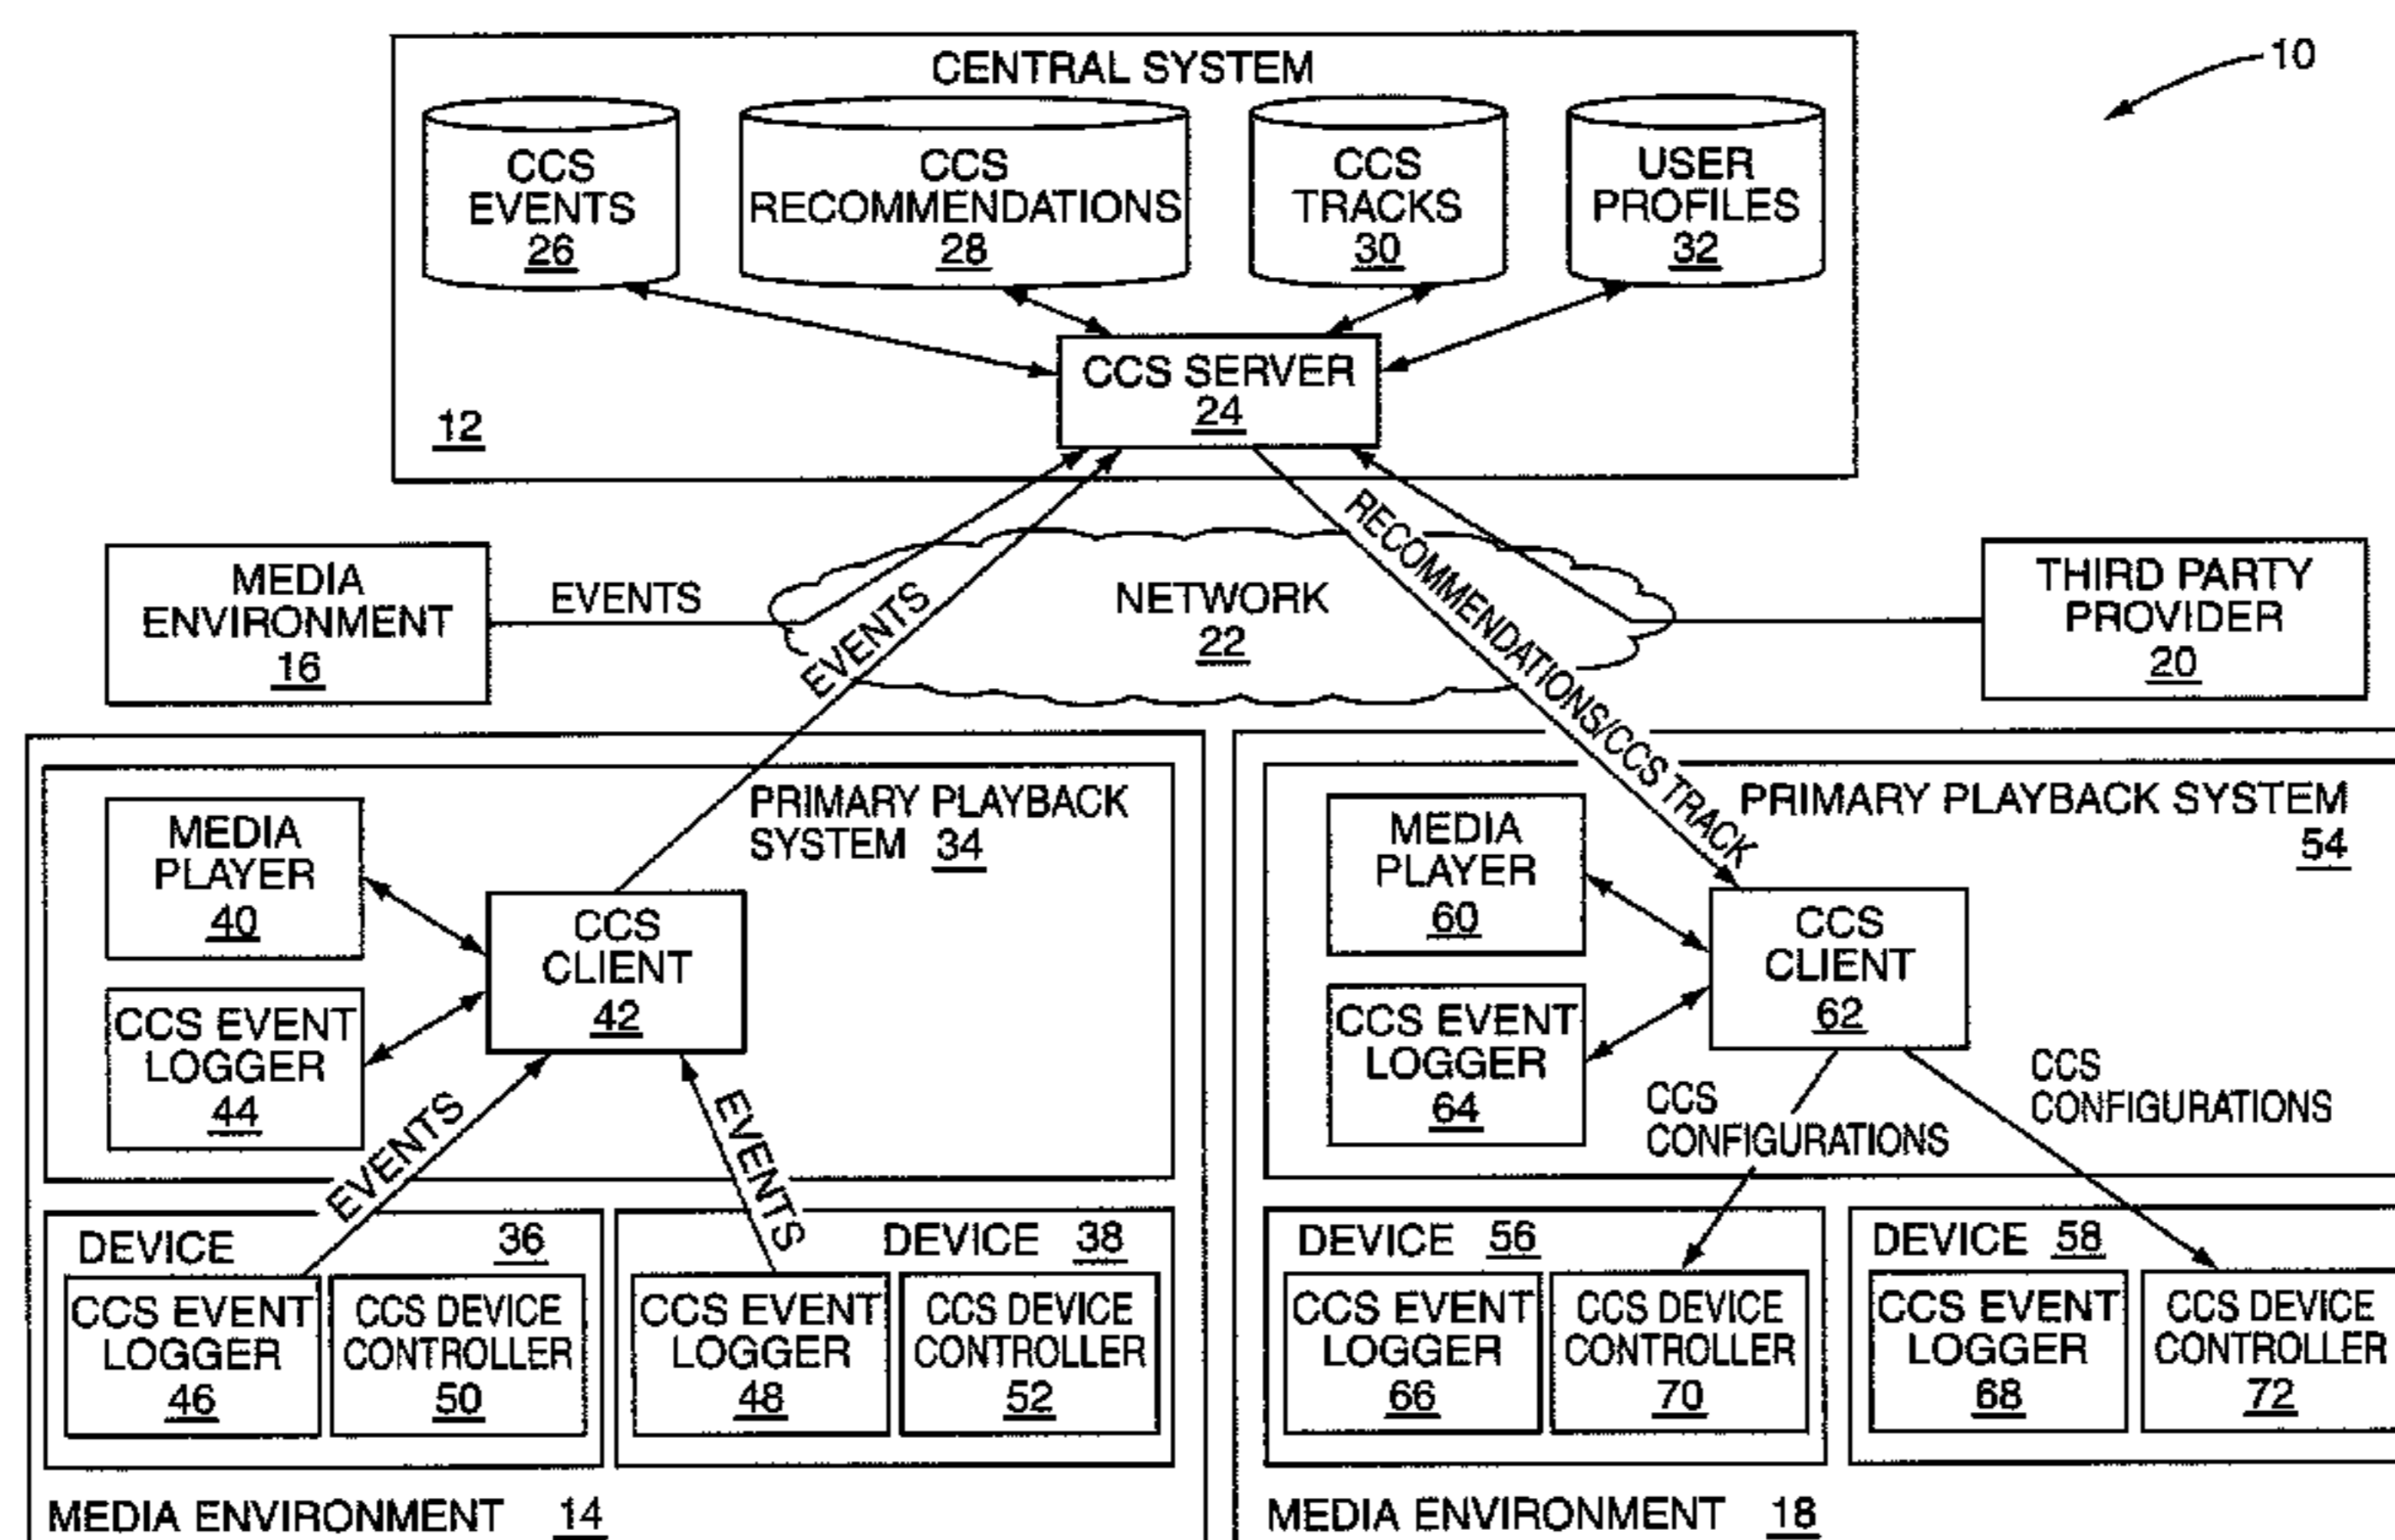 CENTRAL SYSTEM
10
CCS
EVENTS
26
CCS
RECOMMENDATIONS
28
CCS
TRACKS
30
USER
PROFILES
32
CCS SERVER
24
12
MEDIA
ENVIRONMENT
16
EVENTS
EVENTS
NETWORK
22
RECOMMENDATIONS/CCS TRACK
THIRD PARTY
PROVIDER
20
PRIMARY PLAYBACK
SYSTEM 34
MEDIA
PLAYER
40
CCS
CLIENT
42
CCS EVENT
LOGGER
44
EVENTS
EVENTS
DEVICE 36
CCS EVENT
LOGGER
46
CCS DEVICE
CONTROLLER
50
DEVICE 38
CCS EVENT
LOGGER
48
CCS DEVICE
CONTROLLER
52
MEDIA ENVIRONMENT 14
PRIMARY PLAYBACK SYSTEM
54
MEDIA
PLAYER
60
CCS
CLIENT
62
CCS EVENT
LOGGER
64
CCS
CONFIGURATIONS
CCS
CONFIGURATIONS
DEVICE 56
CCS EVENT
LOGGER
66
CCS DEVICE
CONTROLLER
70
DEVICE 58
CCS EVENT
LOGGER
68
CCS DEVICE
CONTROLLER
72
MEDIA ENVIRONMENT 18